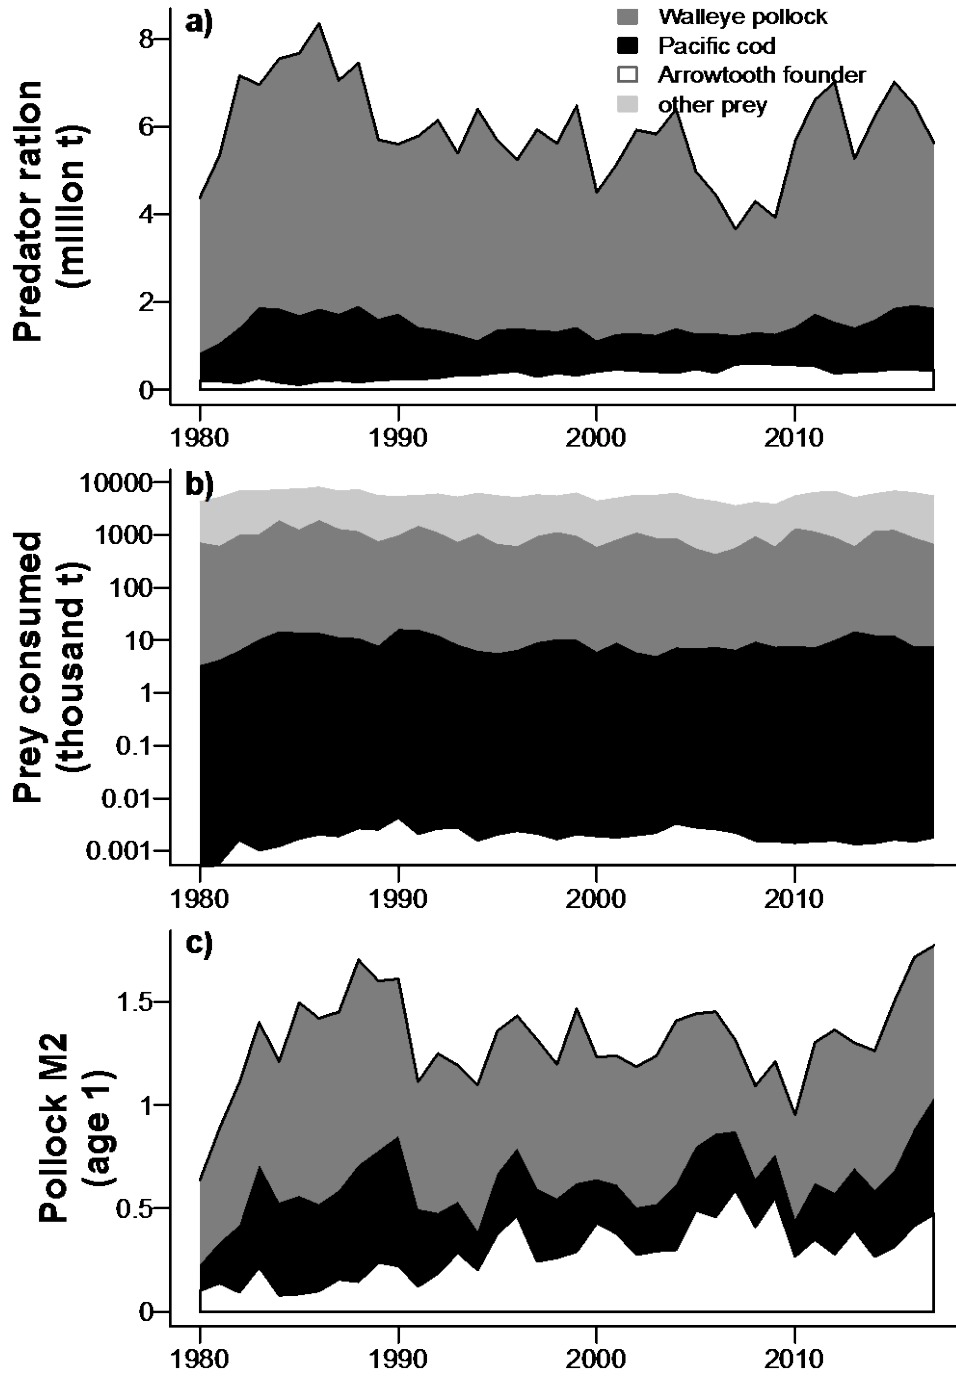 a)
Walleye pollock
Pacific cod
Arrowtooth founder
other prey
Predator ration
(million t)
8
6
4
2
0
1980 1990 2000 2010
b)
Prey consumed
(thousand t)
10000
1000
100
10
1
0.1
0.01
0.001
1980 1990 2000 2010
c)
Pollock M2
(age 1)
1.5
1
0.5
0
1980 1990 2000 2010